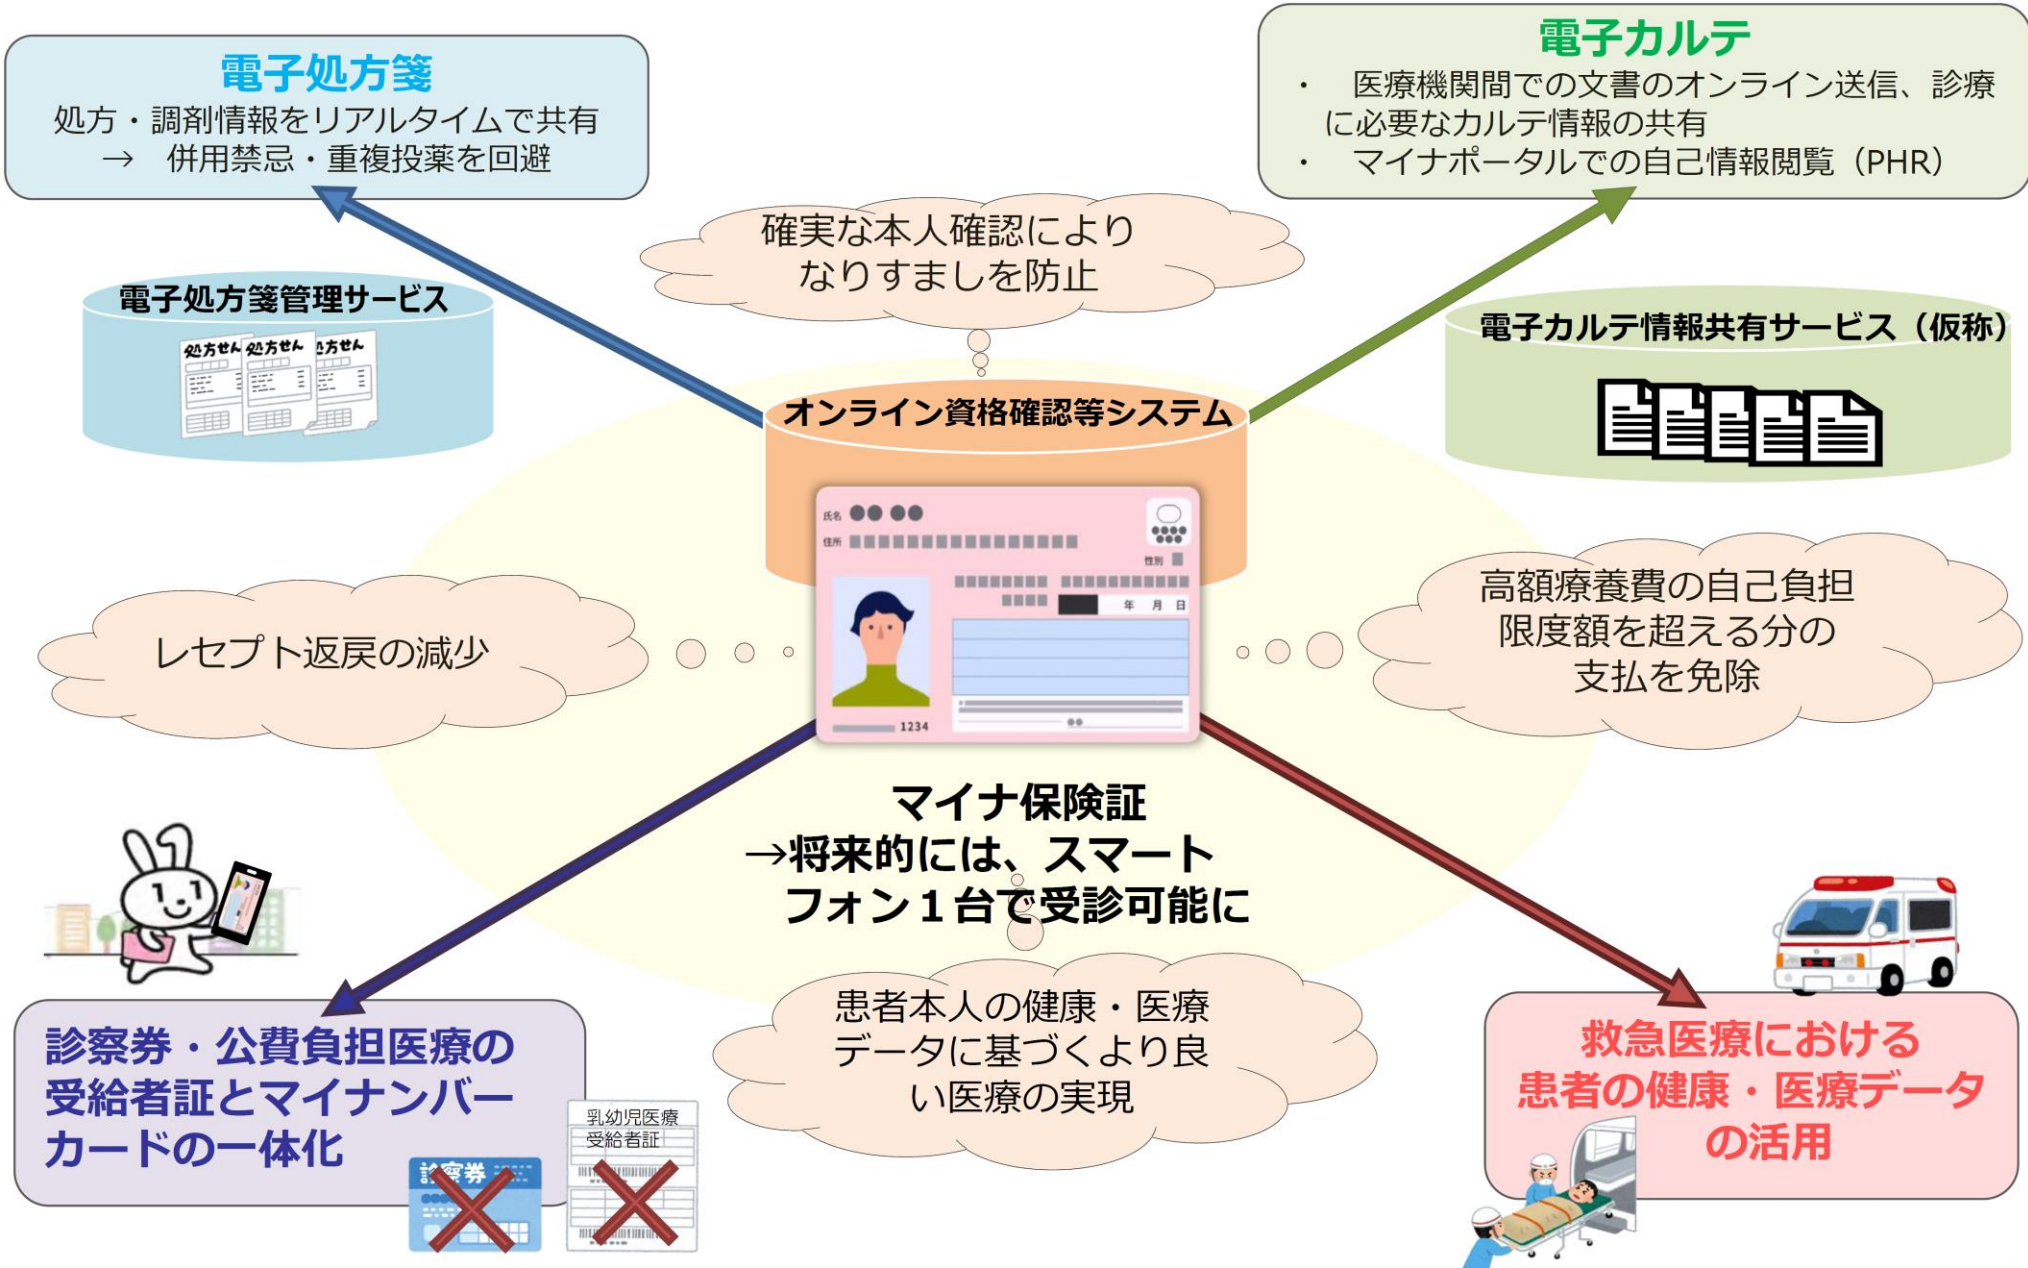 電子処方箋
処方・調剤情報をリアルタイムで共有
→ 併用禁忌・重複投薬を回避
電子カルテ
・ 医療機関間での文書のオンライン送信、診療
に必要なカルテ情報の共有
・ マイナポータルでの自己情報閲覧（PHR）
確実な本人確認により
なりすましを防止
電子処方箋管理サービス
処方せん
処方せん
処方せん
電子カルテ情報共有サービス（仮称）
オンライン資格確認等システム
氏名
住所
性別
年 月 日
1234
レセプト返戻の減少
高額療養費の自己負担
限度額を超える分の
支払を免除
マイナ保険証
→将来的には、スマート
フォン１台で受診可能に
患者本人の健康・医療
データに基づくより良
い医療の実現
診察券・公費負担医療の
受給者証とマイナンバー
カードの一体化
診察券
乳幼児医療
受給者証
救急医療における
患者の健康・医療データ
の活用